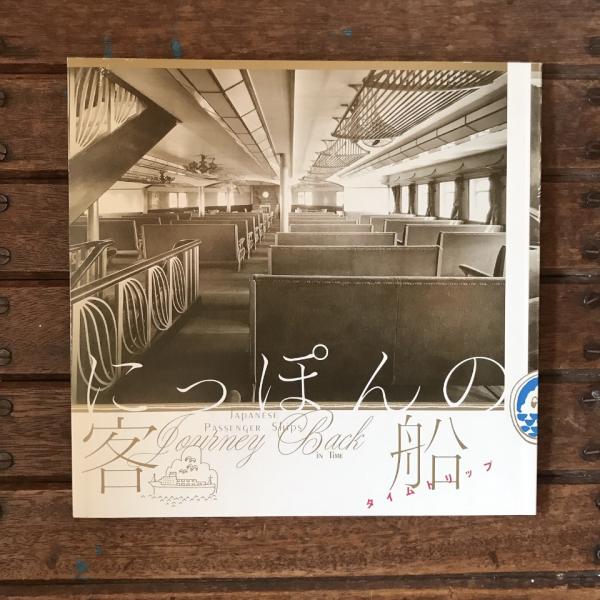 にっぽんの
客船
Japanese
Passenger Ships
Journey Back
in Time
タイムトリップ